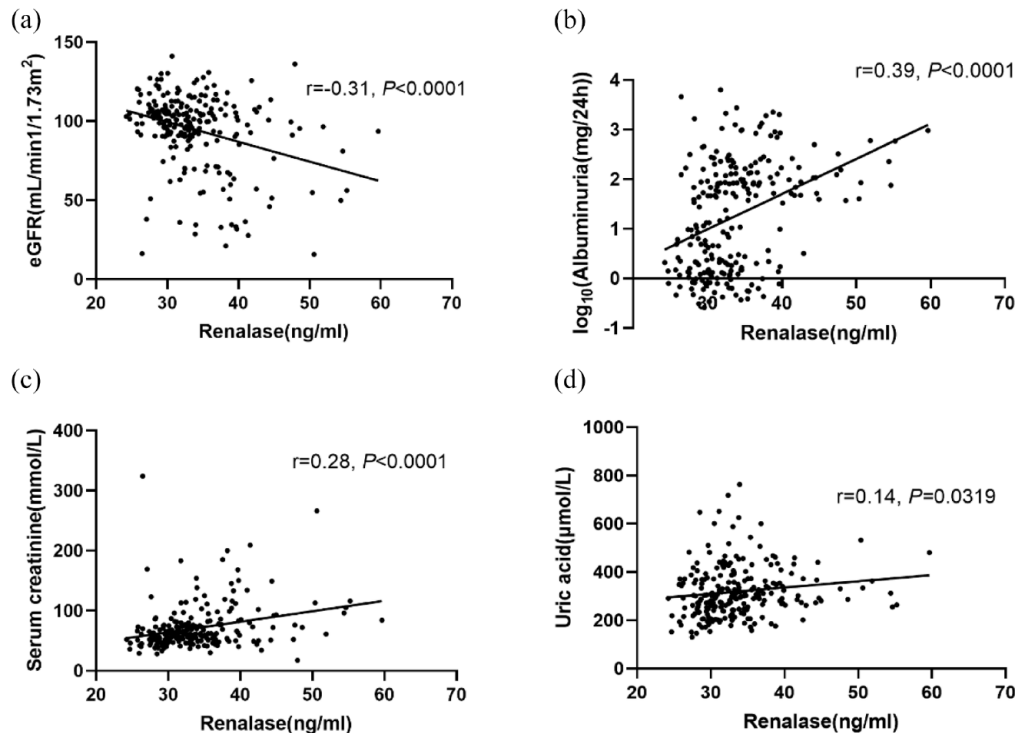 (a)
eGFR(mL/min1/1.73m²)
150
100
50
0
r=-0.31, P<0.0001
20 30 40 50 60 70
Renalase(ng/ml)
(b)
log₁₀(Albuminuria(mg/24h))
4
3
2
1
0
-1
r=0.39, P<0.0001
30 40 50 60 70
Renalase(ng/ml)
(c)
Serum creatinine(mmol/L)
400
300
200
100
0
r=0.28, P<0.0001
20 30 40 50 60 70
Renalase(ng/ml)
(d)
Uric acid(μmol/L)
1000
800
600
400
200
0
r=0.14, P=0.0319
20 30 40 50 60 70
Renalase(ng/ml)